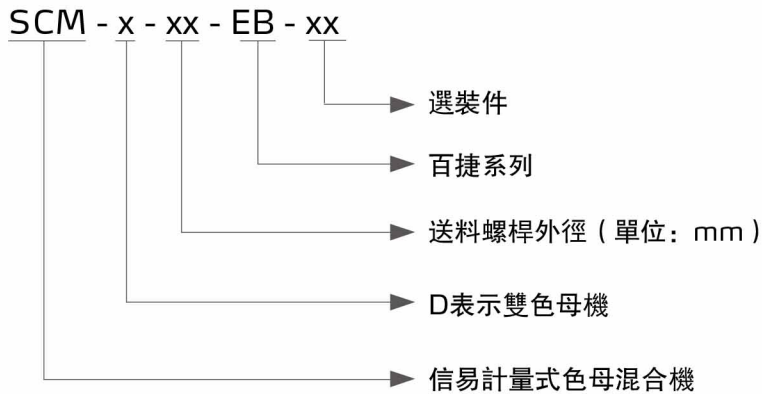 SCM - x - xx - EB - xx
選裝件
百捷系列
送料螺桿外徑（單位：mm）
D表示雙色母機
信易計量式色母混合機